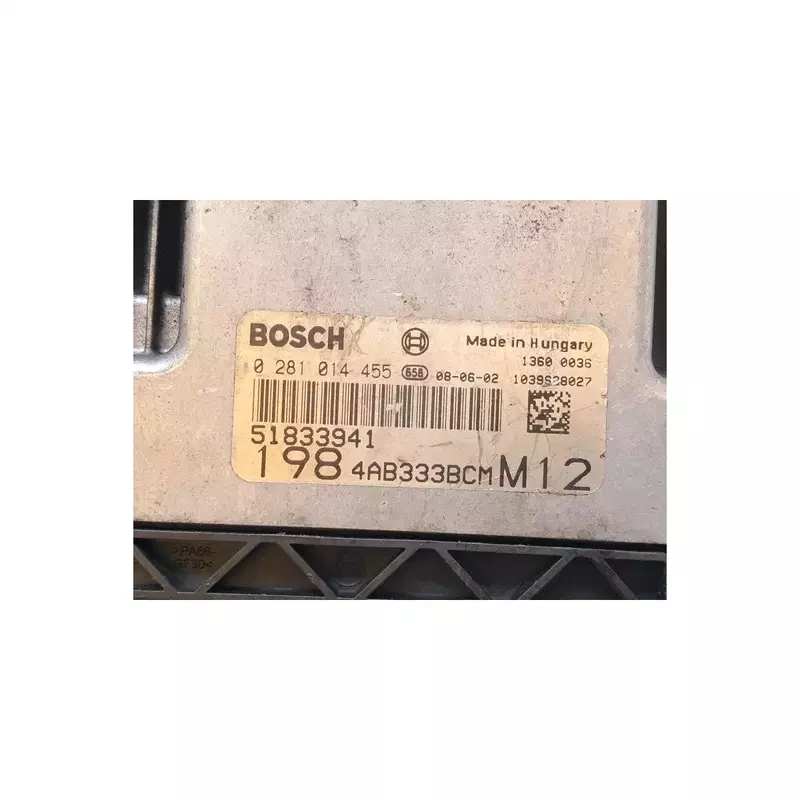 BOSCH Made in Hungary
1360 0036
0 281 014 455 658 08-06-02 1039S28027
51833941
198 4AB333BCM M12
>PA66-
GF30<